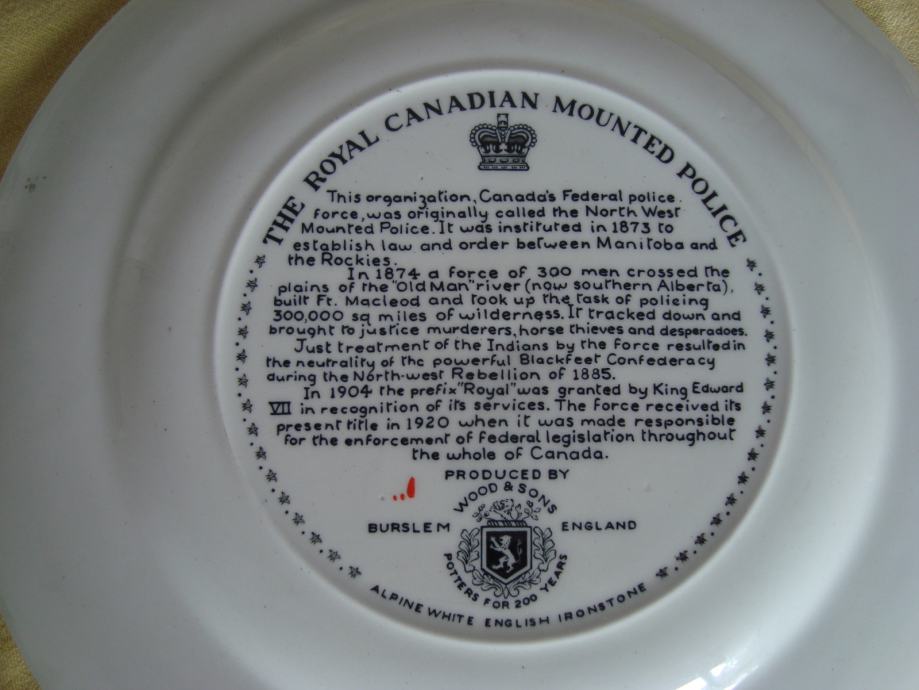 THE ROYAL CANADIAN MOUNTED POLICE
This organization, Canada's Federal police.
force, was originally called the North West
Mounted Police. It was instituted in 1873 to
establish law and order between Manitoba and
the Rockies.
In 1874 a force of 300 men crossed the
plains of the "Old Man" river (now southern Alberta),
built Ft. Macleod and took up the task of policing
300,000 sq miles of wilderness. It tracked down and
brought to justice murderers, horse thieves and desperadoes.
Just treatment of the Indians by the force resulted in
the neutrality of the powerful Blackfeet Confederacy
during the North-west Rebellion of 1885.
In 1904 the prefix "Royal" was granted by King Edward
VII in recognition of its services. The force received its
present title in 1920 when it was made responsible
for the enforcement of federal legislation throughout
the whole of Canada.
PRODUCED BY
WOOD & SONS
BURSLEM ENGLAND
POTTERS FOR 200 YEARS
ALPINE WHITE ENGLISH IRONSTONE